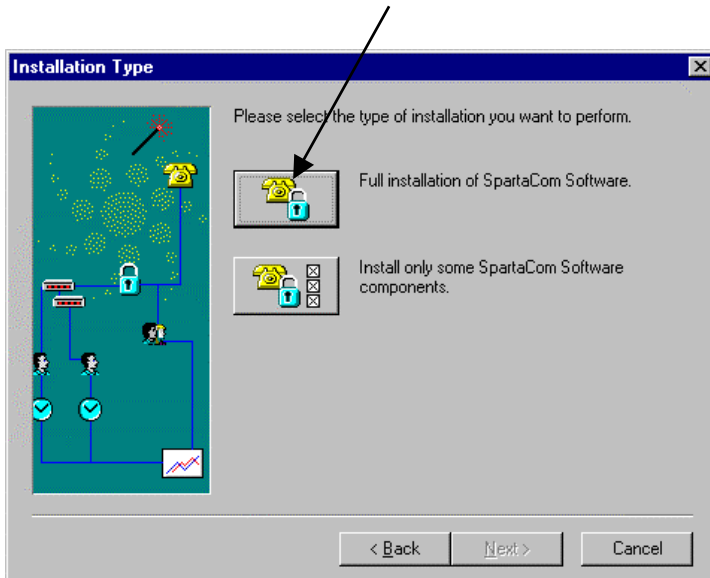 Installation Type
Please select the type of installation you want to perform.
Full installation of SpartaCom Software.
Install only some SpartaCom Software
components.
< Back
Next >
Cancel